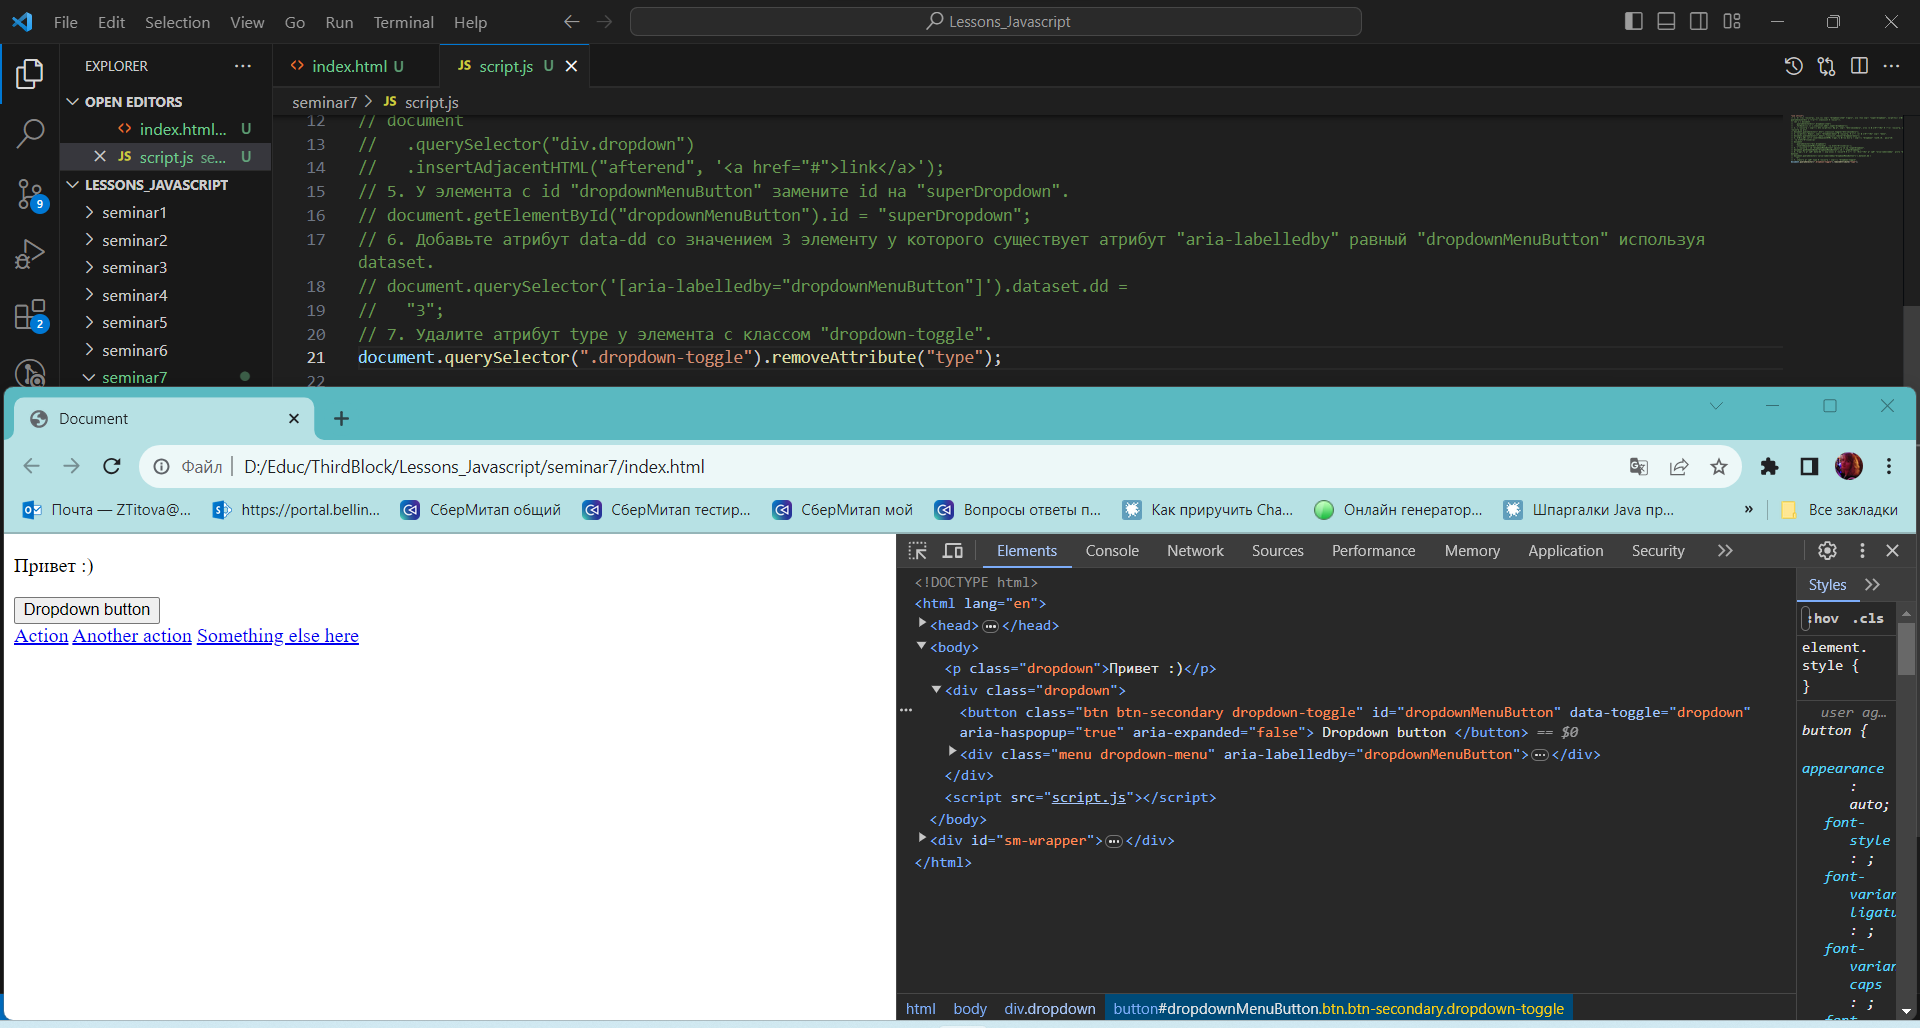 File Edit Selection View Go Run Terminal Help
Lessons_Javascript
EXPLORER
OPEN EDITORS
index.html... U
script.js se... U
LESSONS_JAVASCRIPT
seminar1
seminar2
seminar3
seminar4
seminar5
seminar6
seminar7
9
2
index.html U
JS script.js U
seminar7 > JS script.js
12 // document
13 //   .querySelector("div.dropdown")
14 //   .insertAdjacentHTML("afterend", '<a href="#">link</a>');
15 // 5. У элемента с id "dropdownMenuButton" замените id на "superDropdown".
16 // document.getElementById("dropdownMenuButton").id = "superDropdown";
17 // 6. Добавьте атрибут data-dd со значением 3 элементу у которого существует атрибут "aria-labelledby" равный "dropdownMenuButton" используя
dataset.
18 // document.querySelector('[aria-labelledby="dropdownMenuButton"]').dataset.dd =
19 //   "3";
20 // 7. Удалите атрибут type у элемента с классом "dropdown-toggle".
21 document.querySelector(".dropdown-toggle").removeAttribute("type");
22
Document
Файл | D:/Educ/ThirdBlock/Lessons_Javascript/seminar7/index.html
Почта — ZTitova@... https://portal.bellin... СберМитап общий СберМитап тестир... СберМитап мой Вопросы ответы п... Как приручить Cha... Онлайн генератор... Шпаргалки Java пр... » Все закладки
Привет :)
Dropdown button
Action Another action Something else here
Elements Console Network Sources Performance Memory Application Security
<!DOCTYPE html>
<html lang="en">
<head>...</head>
<body>
<p class="dropdown">Привет :)</p>
<div class="dropdown">
<button class="btn btn-secondary dropdown-toggle" id="dropdownMenuButton" data-toggle="dropdown"
aria-haspopup="true" aria-expanded="false"> Dropdown button </button> == $0
<div class="menu dropdown-menu" aria-labelledby="dropdownMenuButton">...</div>
</div>
<script src="script.js"></script>
</body>
<div id="sm-wrapper">...</div>
</html>
html body div.dropdown button#dropdownMenuButton.btn.btn-secondary.dropdown-toggle
Styles
:hov .cls
element.
style {
}
user ag...
button {
appearance
:
auto;
font-
style
: ;
font-
varian
ligatu
: ;
font-
varian
caps
: ;